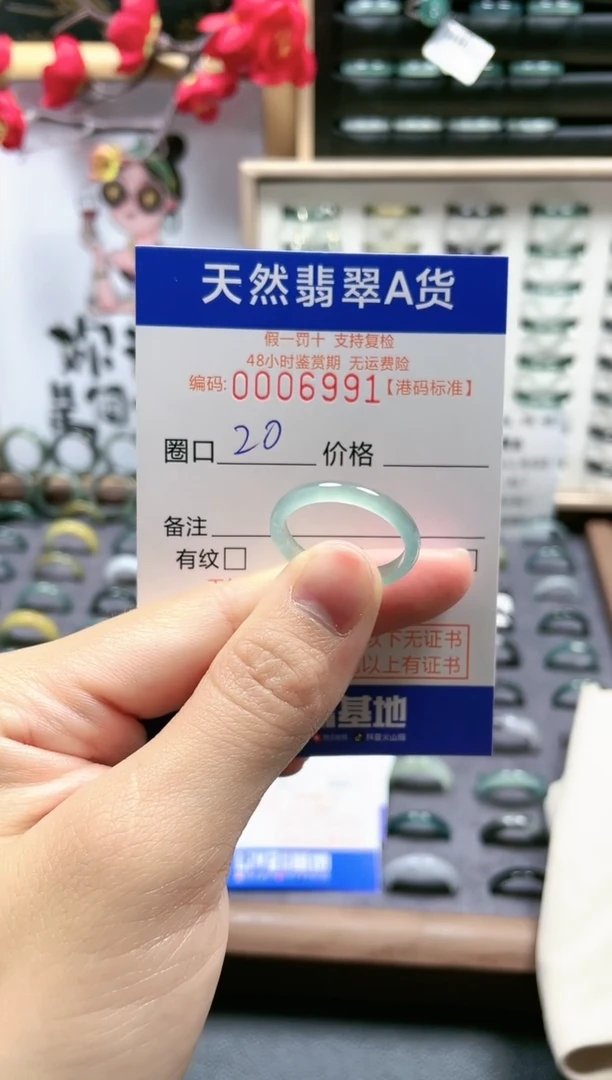 天然翡翠A货
假一罚十 支持复检
48小时鉴赏期 无运费险
编码:0006991【港码标准】
圈口 20 价格
备注
有纹
以下无证书
以上有证书
基地